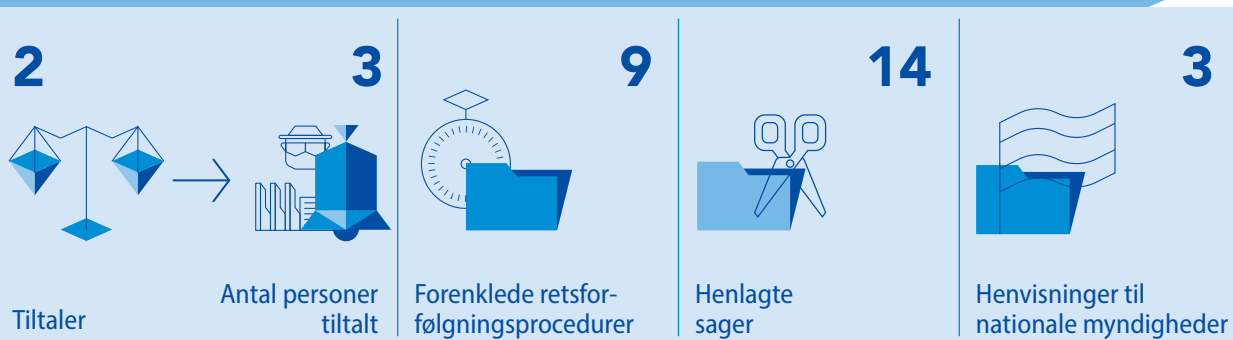 2
Tiltaler
3
Antal personer
tiltalt
9
Forenklede retsfor-
følgningsprocedurer
14
Henlagte
sager
3
Henvisninger til
nationale myndigheder